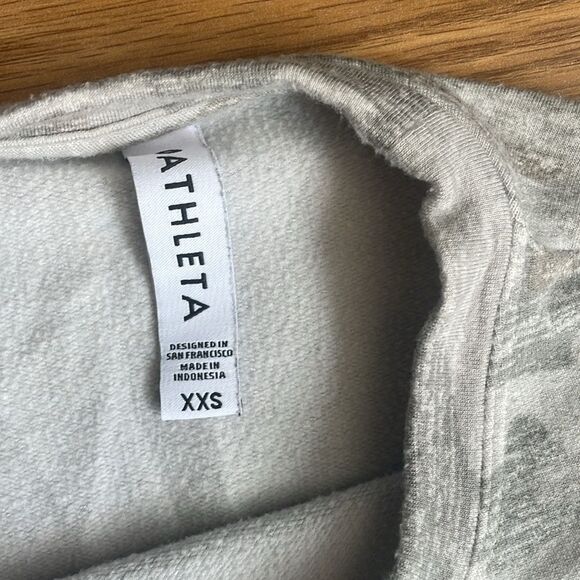 ATHLETA
DESIGNED IN
SAN FRANCISCO
MADE IN
INDONESIA
XXS